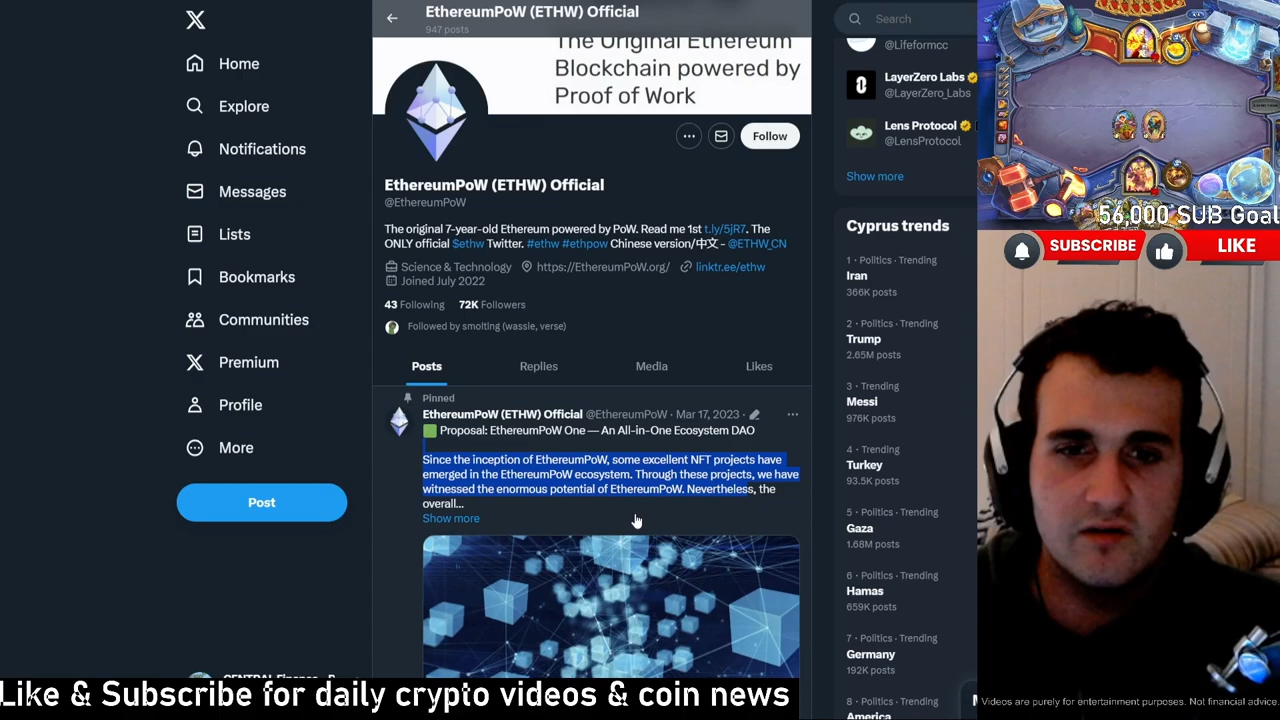 EthereumPoW (ETHW) Official
947 posts
The Original Ethereum
Blockchain powered by
Proof of Work
Follow
EthereumPoW (ETHW) Official
@EthereumPoW
The original 7-year-old Ethereum powered by PoW. Read me 1st t.ly/5jR7. The
ONLY official $ethw Twitter. #ethw #ethpow Chinese version/中文 - @ETHW_CN
Science & Technology https://EthereumPoW.org/ linktr.ee/ethw
Joined July 2022
43 Following 72K Followers
Followed by smolting (wassie, verse)
Posts Replies Media Likes
Pinned
EthereumPoW (ETHW) Official @EthereumPoW · Mar 17, 2023 ·
Proposal: EthereumPoW One — An All-in-One Ecosystem DAO
Since the inception of EthereumPoW, some excellent NFT projects have
emerged in the EthereumPoW ecosystem. Through these projects, we have
witnessed the enormous potential of EthereumPoW. Nevertheless, the
overall...
Show more
Home
Explore
Notifications
Messages
Lists
Bookmarks
Communities
Premium
Profile
More
Post
Search
@Lifeformcc
LayerZero Labs
@LayerZero_Labs
Lens Protocol
@LensProtocol
Show more
Cyprus trends
1 · Politics · Trending
Iran
366K posts
2 · Politics · Trending
Trump
2.65M posts
3 · Trending
Messi
976K posts
4 · Trending
Turkey
93.5K posts
5 · Politics · Trending
Gaza
1.68M posts
6 · Politics · Trending
Hamas
659K posts
7 · Politics · Trending
Germany
192K posts
8 · Politics · Trending
America
56,000 SUB Goal
SUBSCRIBE
LIKE
Like & Subscribe for daily crypto videos & coin news
Videos are purely for entertainment purposes. Not financial advice.